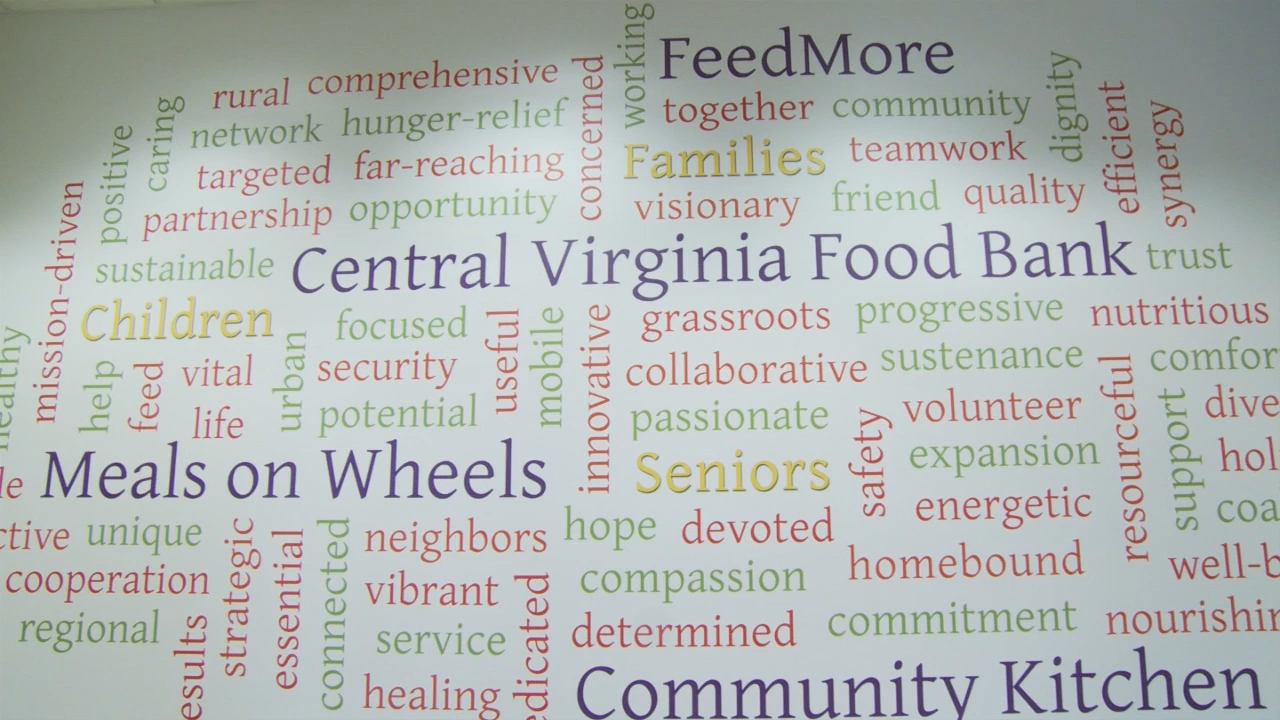 working
FeedMore
rural comprehensive
concerned
together community
dignity
efficient
synergy
caring
network hunger-relief
Families teamwork
positive
targeted far-reaching
visionary friend quality
partnership opportunity
mission-driven
sustainable Central Virginia Food Bank trust
Children focused
useful
mobile
innovative
grassroots progressive nutritious
help
feed
vital
urban
security
collaborative sustenance
resourceful
life
potential
passionate
safety
volunteer
support
Meals on Wheels
Seniors
expansion
energetic
unique
strategic
essential
connected
neighbors
hope devoted
homebound
cooperation
vibrant
compassion
regional
service
determined commitment
healing
Community Kitchen